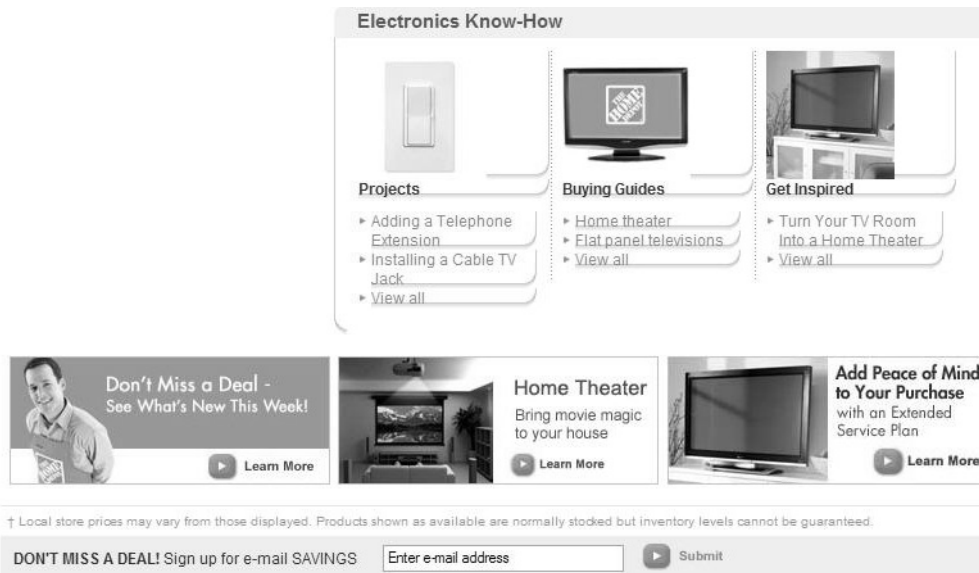 Electronics Know-How
THE
HOME
DEPOT
Projects
Adding a Telephone
Extension
Installing a Cable TV
Jack
View all
Buying Guides
Home theater
Flat panel televisions
View all
Get Inspired
Turn Your TV Room
Into a Home Theater
View all
Don't Miss a Deal -
See What's New This Week!
Learn More
Home Theater
Bring movie magic
to your house
Learn More
Add Peace of Mind
to Your Purchase
with an Extended
Service Plan
Learn More
† Local store prices may vary from those displayed. Products shown as available are normally stocked but inventory levels cannot be guaranteed.
DON'T MISS A DEAL! Sign up for e-mail SAVINGS
Enter e-mail address
Submit